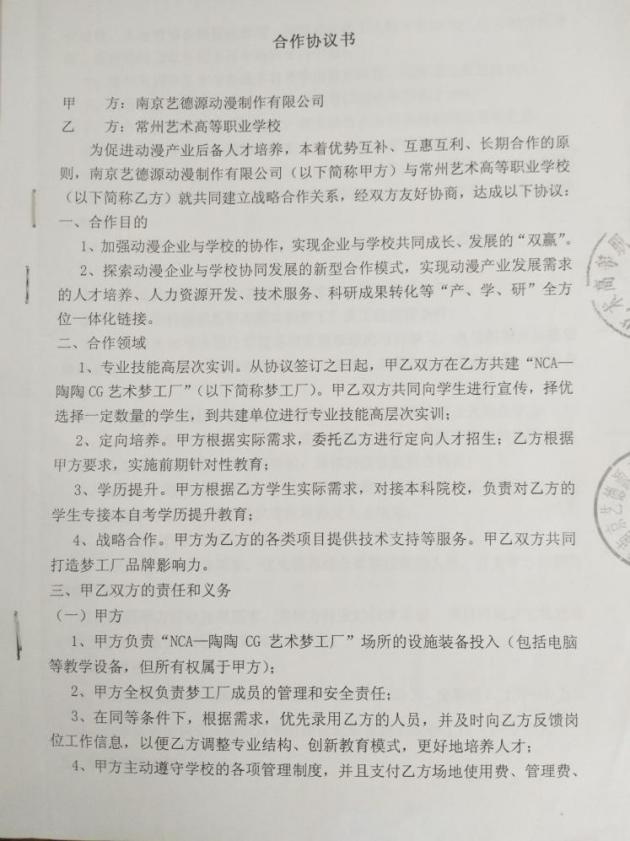 合作协议书
甲　　方：南京艺德源动漫制作有限公司
乙　　方：常州艺术高等职业学校
为促进动漫产业后备人才培养，本着优势互补、互惠互利、长期合作的原
则，南京艺德源动漫制作有限公司（以下简称甲方）与常州艺术高等职业学校
（以下简称乙方）就共同建立战略合作关系，经双方友好协商，达成以下协议：
一、合作目的
1、加强动漫企业与学校的协作，实现企业与学校共同成长、发展的“双赢”。
2、探索动漫企业与学校协同发展的新型合作模式，实现动漫产业发展需求
的人才培养、人力资源开发、技术服务、科研成果转化等“产、学、研”全方
位一体化链接。
二、合作领域
1、专业技能高层次实训。从协议签订之日起，甲乙双方在乙方共建“NCA—
陶陶 CG 艺术梦工厂”（以下简称梦工厂）。甲乙双方共同向学生进行宣传，择优
选择一定数量的学生，到共建单位进行专业技能高层次实训；
2、定向培养。甲方根据实际需求，委托乙方进行定向人才招生；乙方根据
甲方要求，实施前期针对性教育；
3、学历提升。甲方根据乙方学生实际需求，对接本科院校，负责对乙方的
学生专接本自考学历提升教育；
4、战略合作。甲方为乙方的各类项目提供技术支持等服务。甲乙双方共同
打造梦工厂品牌影响力。
三、甲乙双方的责任和义务
（一）甲方
1、甲方负责“NCA—陶陶 CG 艺术梦工厂”场所的设施装备投入（包括电脑
等教学设备，但所有权属于甲方）；
2、甲方全权负责梦工厂成员的管理和安全责任；
3、在同等条件下，根据需求，优先录用乙方的人员，并及时向乙方反馈岗
位工作信息，以便乙方调整专业结构、创新教育模式，更好地培养人才；
4、甲方主动遵守学校的各项管理制度，并且支付乙方场地使用费、管理费、